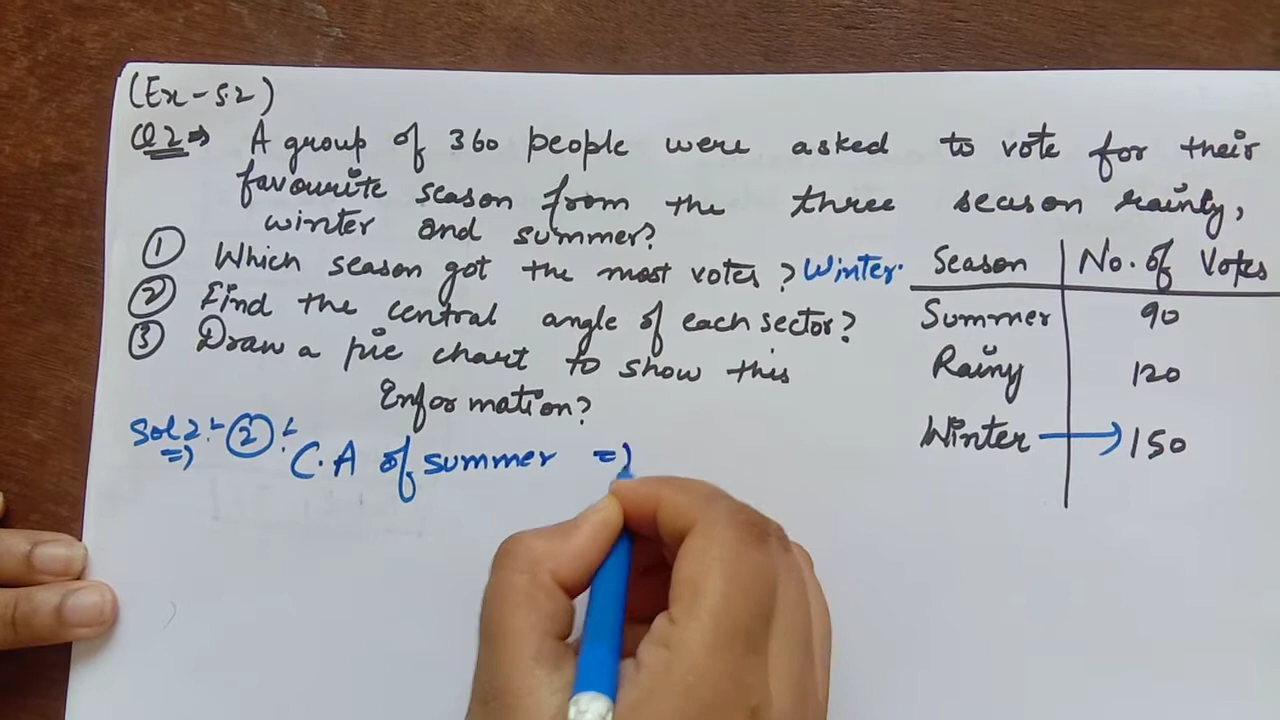 (Ex-5.2)
Q2⇒ A group of 360 people were asked to vote for their
favourite season from the three season rainly,
winter and summer?
① Which season got the most votes? Winter.
② Find the central angle of each sector?
③ Draw a pie chart to show this
Information?
Season No. of Votes
Summer 90
Rainy 120
Winter → 150
Sol2:- ②:-
⇒ C.A of summer ⇒